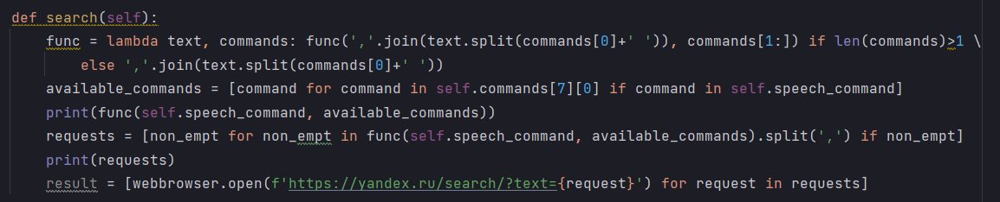 def search(self):
    func = lambda text, commands: func(','.join(text.split(commands[0]+' ')), commands[1:]) if len(commands)>1 \
        else ','.join(text.split(commands[0]+' '))
    available_commands = [command for command in self.commands[7][0] if command in self.speech_command]
    print(func(self.speech_command, available_commands))
    requests = [non_empt for non_empt in func(self.speech_command, available_commands).split(',') if non_empt]
    print(requests)
    result = [webbrowser.open(f'https://yandex.ru/search/?text={request}') for request in requests]